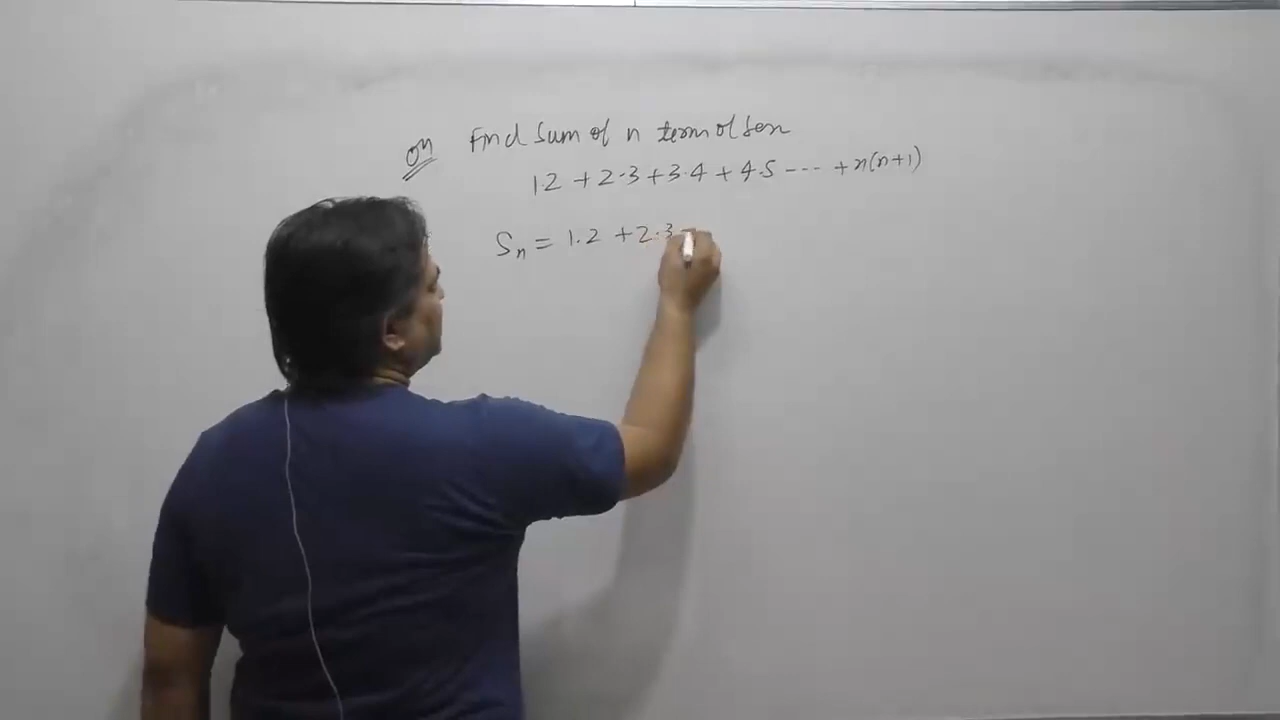 Qn Find Sum of n term of Ser
1.2 + 2.3 + 3.4 + 4.5 ---- + n(n+1)
Sn = 1.2 + 2.3